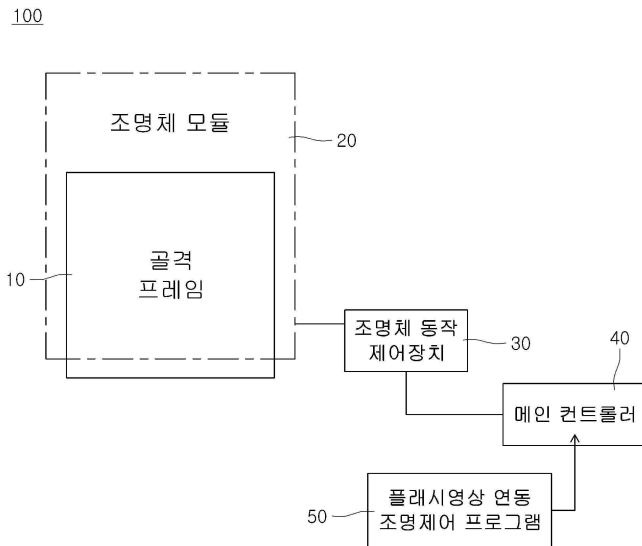 100
조명체 모듈
20
골격
프레임
10
조명체 동작
제어장치
30
40
메인 컨트롤러
플래시영상 연동
조명제어 프로그램
50